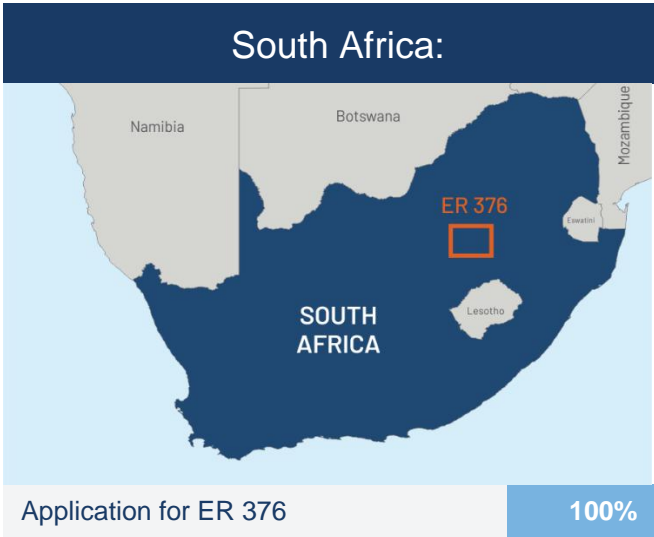 South Africa:
Namibia
Botswana
Mozambique
ER 376
Eswatini
Lesotho
SOUTH
AFRICA
Application for ER 376 100%